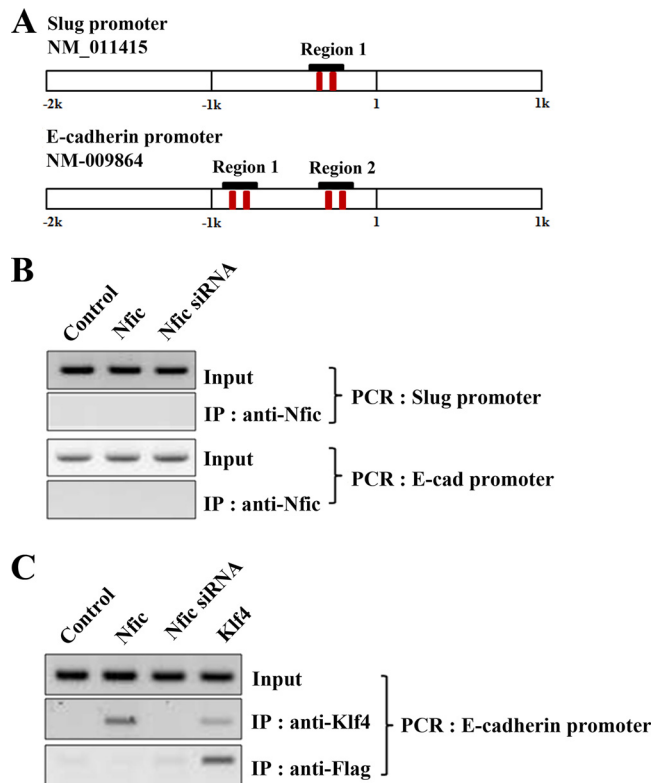 A
Slug promoter
NM_011415
Region 1
-2k -1k 1 1k
E-cadherin promoter
NM-009864
Region 1 Region 2
-2k -1k 1 1k
B
Control Nfic Nfic siRNA
Input
IP : anti-Nfic
PCR : Slug promoter
Input
IP : anti-Nfic
PCR : E-cad promoter
C
Control Nfic Nfic siRNA Klf4
Input
IP : anti-Klf4
IP : anti-Flag
PCR : E-cadherin promoter